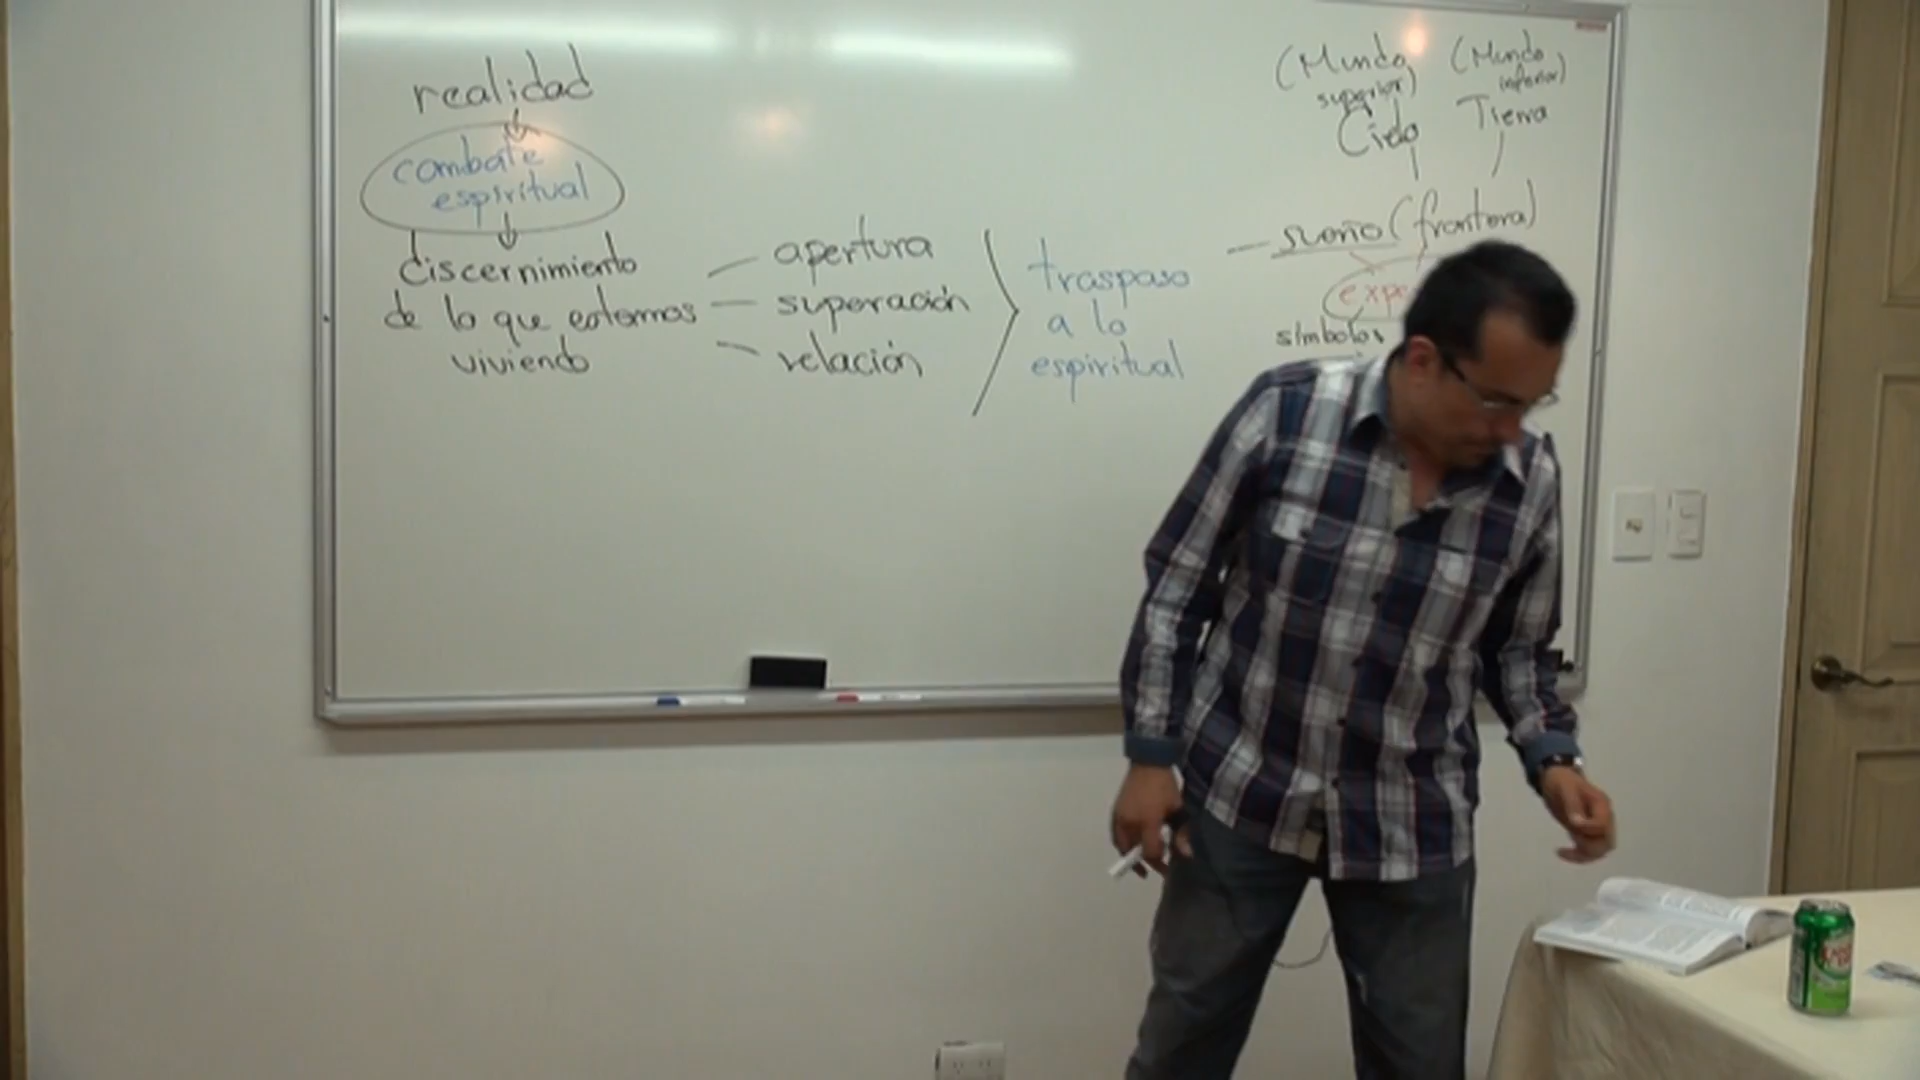 realidad
combate
espiritual
discernimiento
de lo que estamos
viviendo
apertura
superación
relación
traspaso
a lo
espiritual
(Mundo
superior)
Cielo
(Mundo
inferior)
Tierra
sueño (frontera)
símbolos